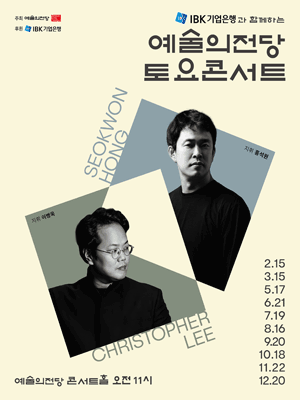 주최 예술의전당
후원 IBK기업은행
IBK기업은행과 함께하는
예술의전당
토요콘서트
SEOKWON
HONG
지휘 홍석원
지휘 이병욱
CHRISTOPHER
LEE
2.15
3.15
5.17
6.21
7.19
8.16
9.20
10.18
11.22
12.20
예술의전당 콘서트홀 오전 11시